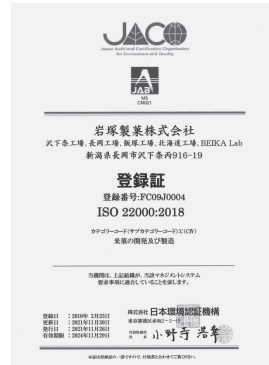 JACO
Japan Audit and Certification Organization
for Environment and Quality
JAB
MS
CM021
岩塚製菓株式会社
沢下条工場、長岡工場、飯塚工場、北海道工場、BEIKA Lab
新潟県長岡市沢下条丙916-19
登録証
登録番号:FC09J0004
ISO 22000:2018
カテゴリーコード(サブカテゴリーコード):C(CIV)
米菓の開発及び製造
当機関は、上記組織が、当該マネジメントシステム
要求事項に適合していることを証します。
登録日 : 2010年 2月25日
更新日 : 2021年11月30日
発行日 : 2021年11月26日
有効期限 : 2024年11月29日
株式会社 日本環境認証機構
東京都港区赤坂2-2-19
代表取締役
小野寺浩幸